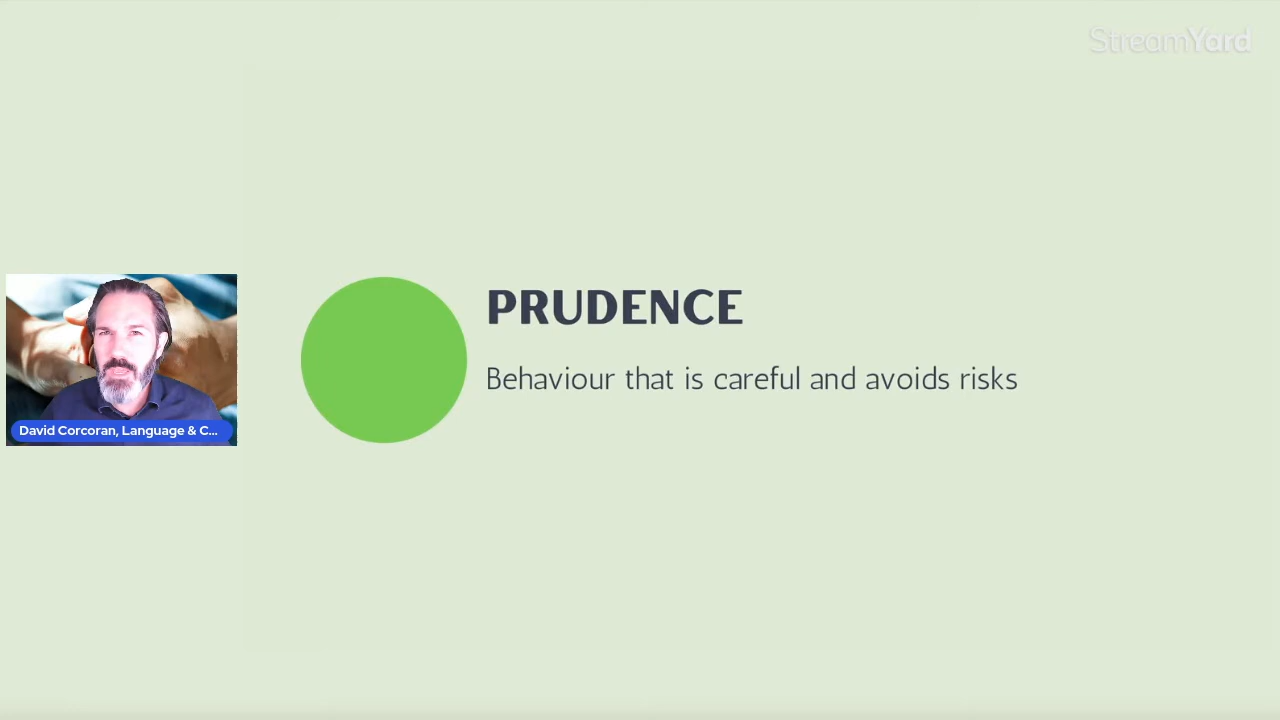 StreamYard
PRUDENCE
Behaviour that is careful and avoids risks
David Corcoran, Language & C...